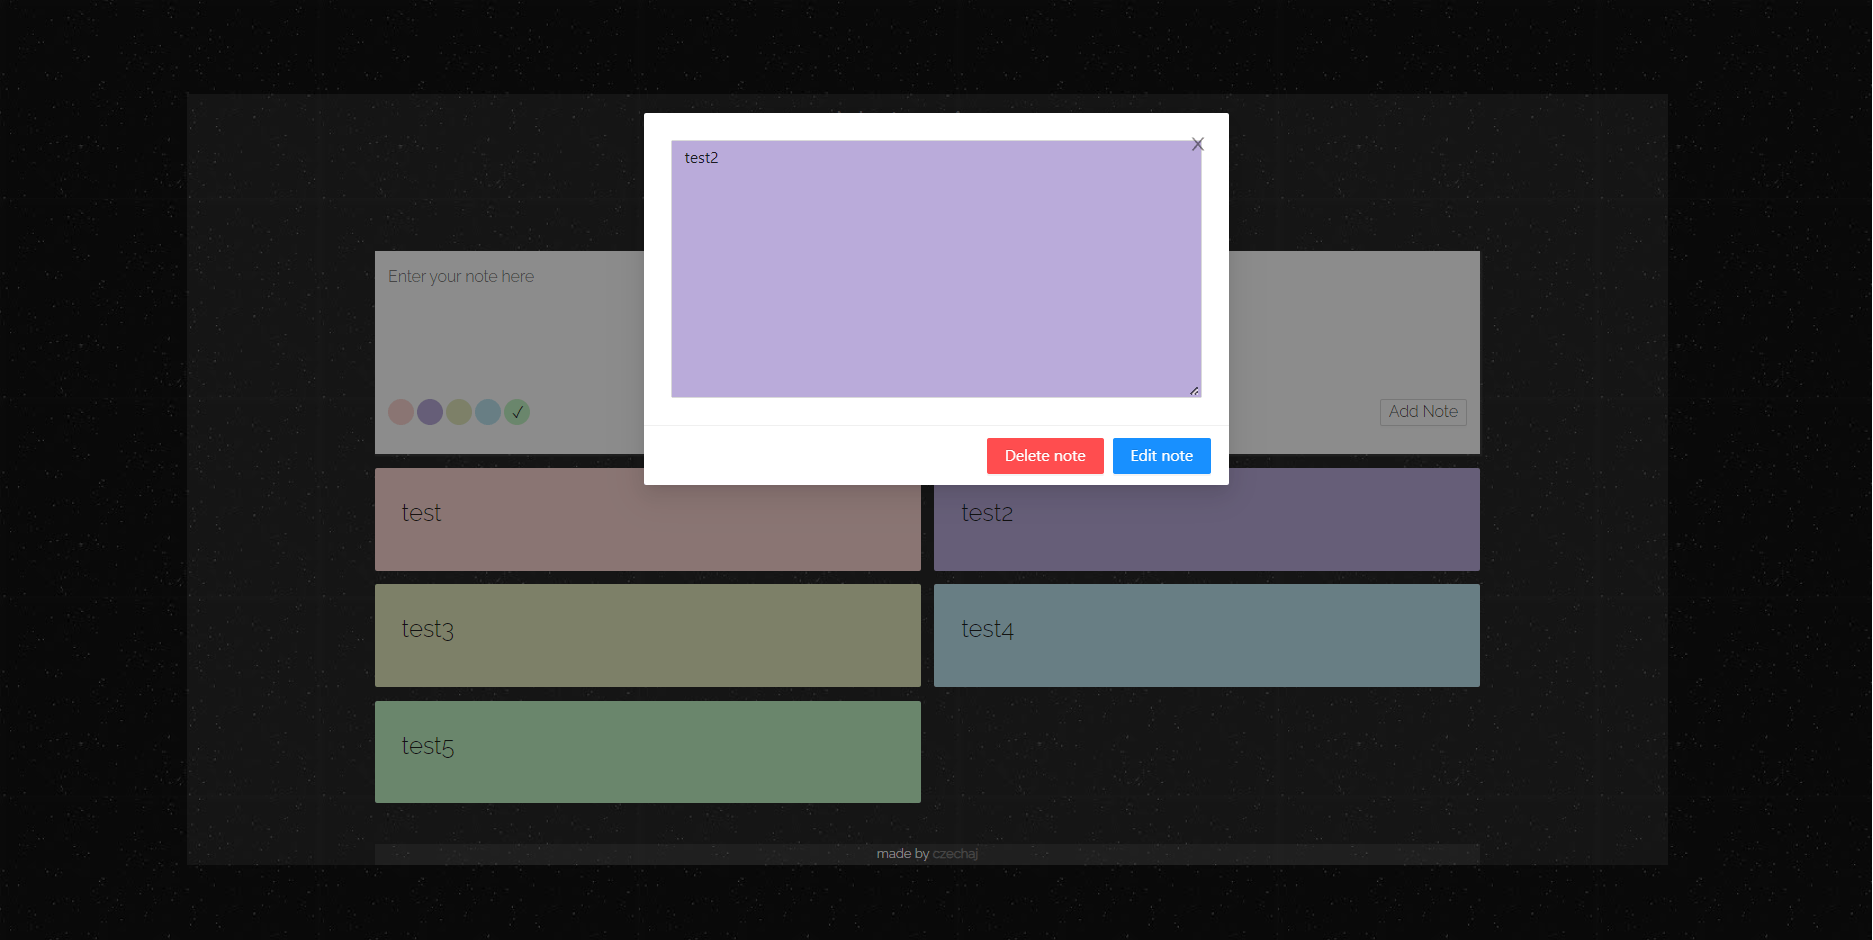 test2
Delete note
Edit note
Enter your note here
Add Note
test
test2
test3
test4
test5
made by czechaj